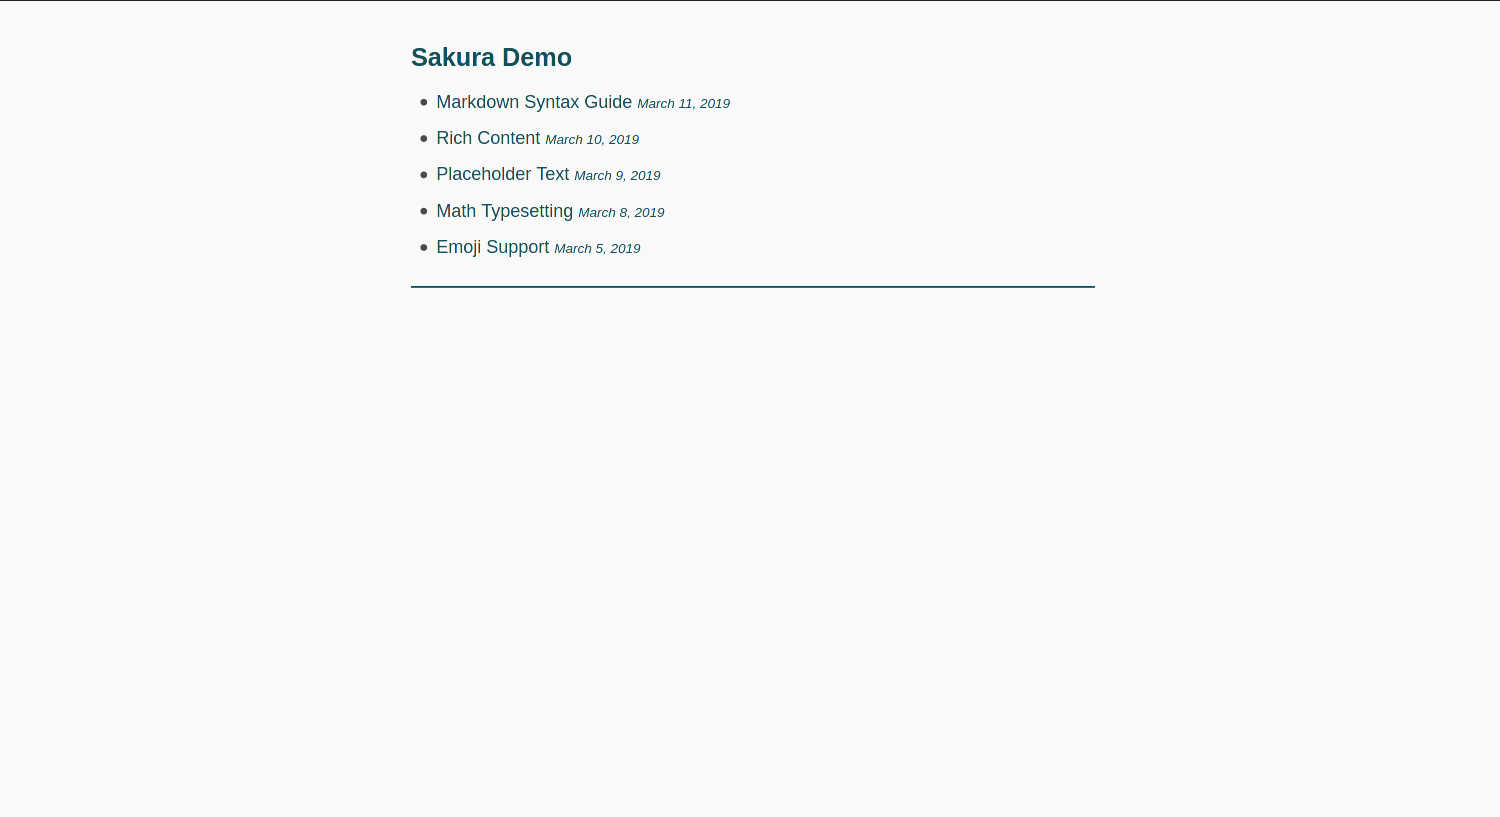 Sakura Demo
Markdown Syntax Guide March 11, 2019
Rich Content March 10, 2019
Placeholder Text March 9, 2019
Math Typesetting March 8, 2019
Emoji Support March 5, 2019